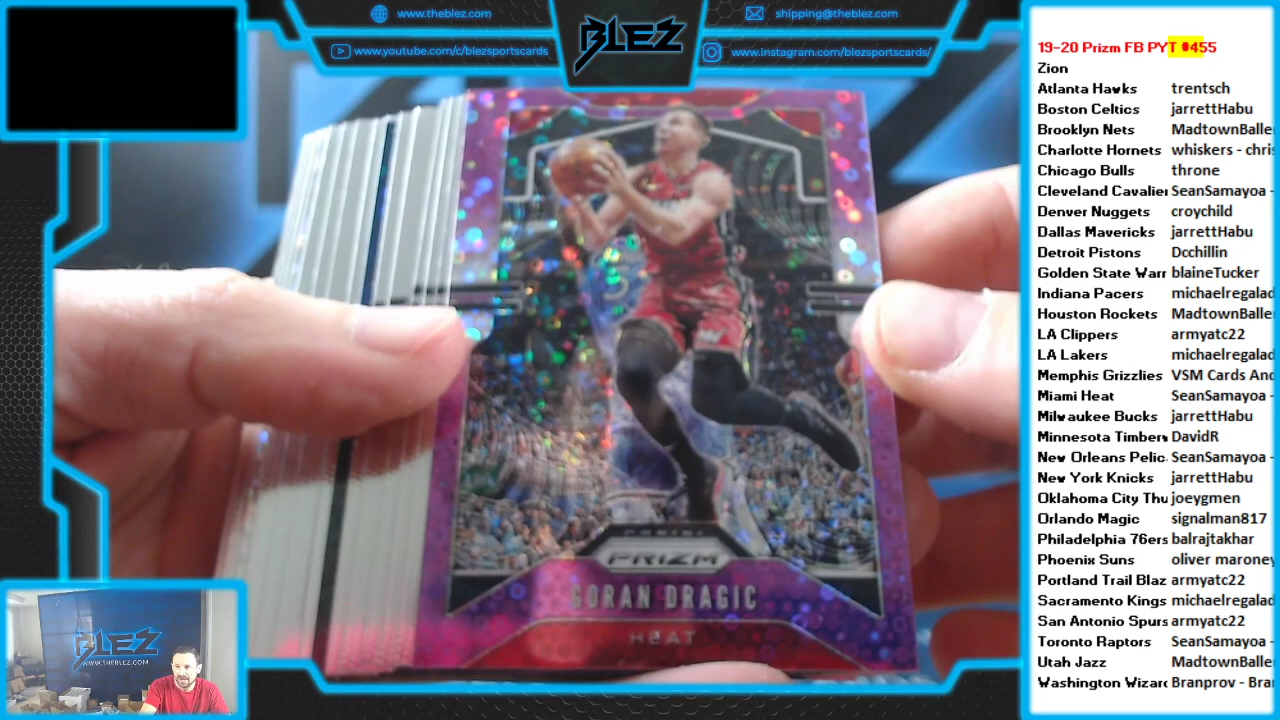 www.theblez.com
www.youtube.com/c/blezsportscards
BLEZ
shipping@theblez.com
www.instagram.com/blezsportscards/
PRIZM
GORAN DRAGIC
HEAT
BLEZ
WWW.THEBLEZ.COM
19-20 Prizm FB PYT #455
Zion
Atlanta Hawks trentsch
Boston Celtics jarrettHabu
Brooklyn Nets MadtownBalle
Charlotte Hornets whiskers - chris
Chicago Bulls throne
Cleveland Cavalier SeanSamayoa -
Denver Nuggets croychild
Dallas Mavericks jarrettHabu
Detroit Pistons Dcchillin
Golden State Warr blaineTucker
Indiana Pacers michaelregalad
Houston Rockets MadtownBalle
LA Clippers armyatc22
LA Lakers michaelregalad
Memphis Grizzlies VSM Cards And
Miami Heat SeanSamayoa -
Milwaukee Bucks jarrettHabu
Minnesota Timberw DavidR
New Orleans Pelic SeanSamayoa -
New York Knicks jarrettHabu
Oklahoma City Thu joeygmen
Orlando Magic signalman817
Philadelphia 76ers balrajtakhar
Phoenix Suns oliver maroney
Portland Trail Blaz armyatc22
Sacramento Kings michaelregalad
San Antonio Spurs armyatc22
Toronto Raptors SeanSamayoa -
Utah Jazz MadtownBalle
Washington Wizard Branprov - Bra